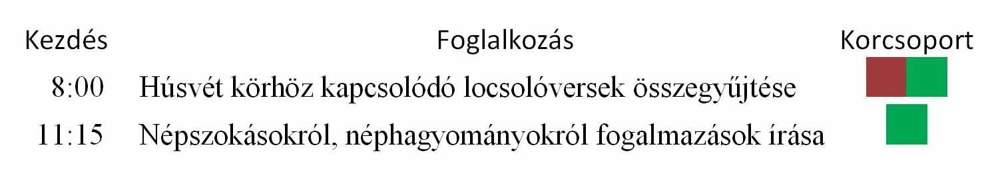 Kezdés Foglalkozás Korcsoport
8:00 Húsvét körhöz kapcsolódó locsolóversek összegyűjtése
11:15 Népszokásokról, néphagyományokról fogalmazások írása